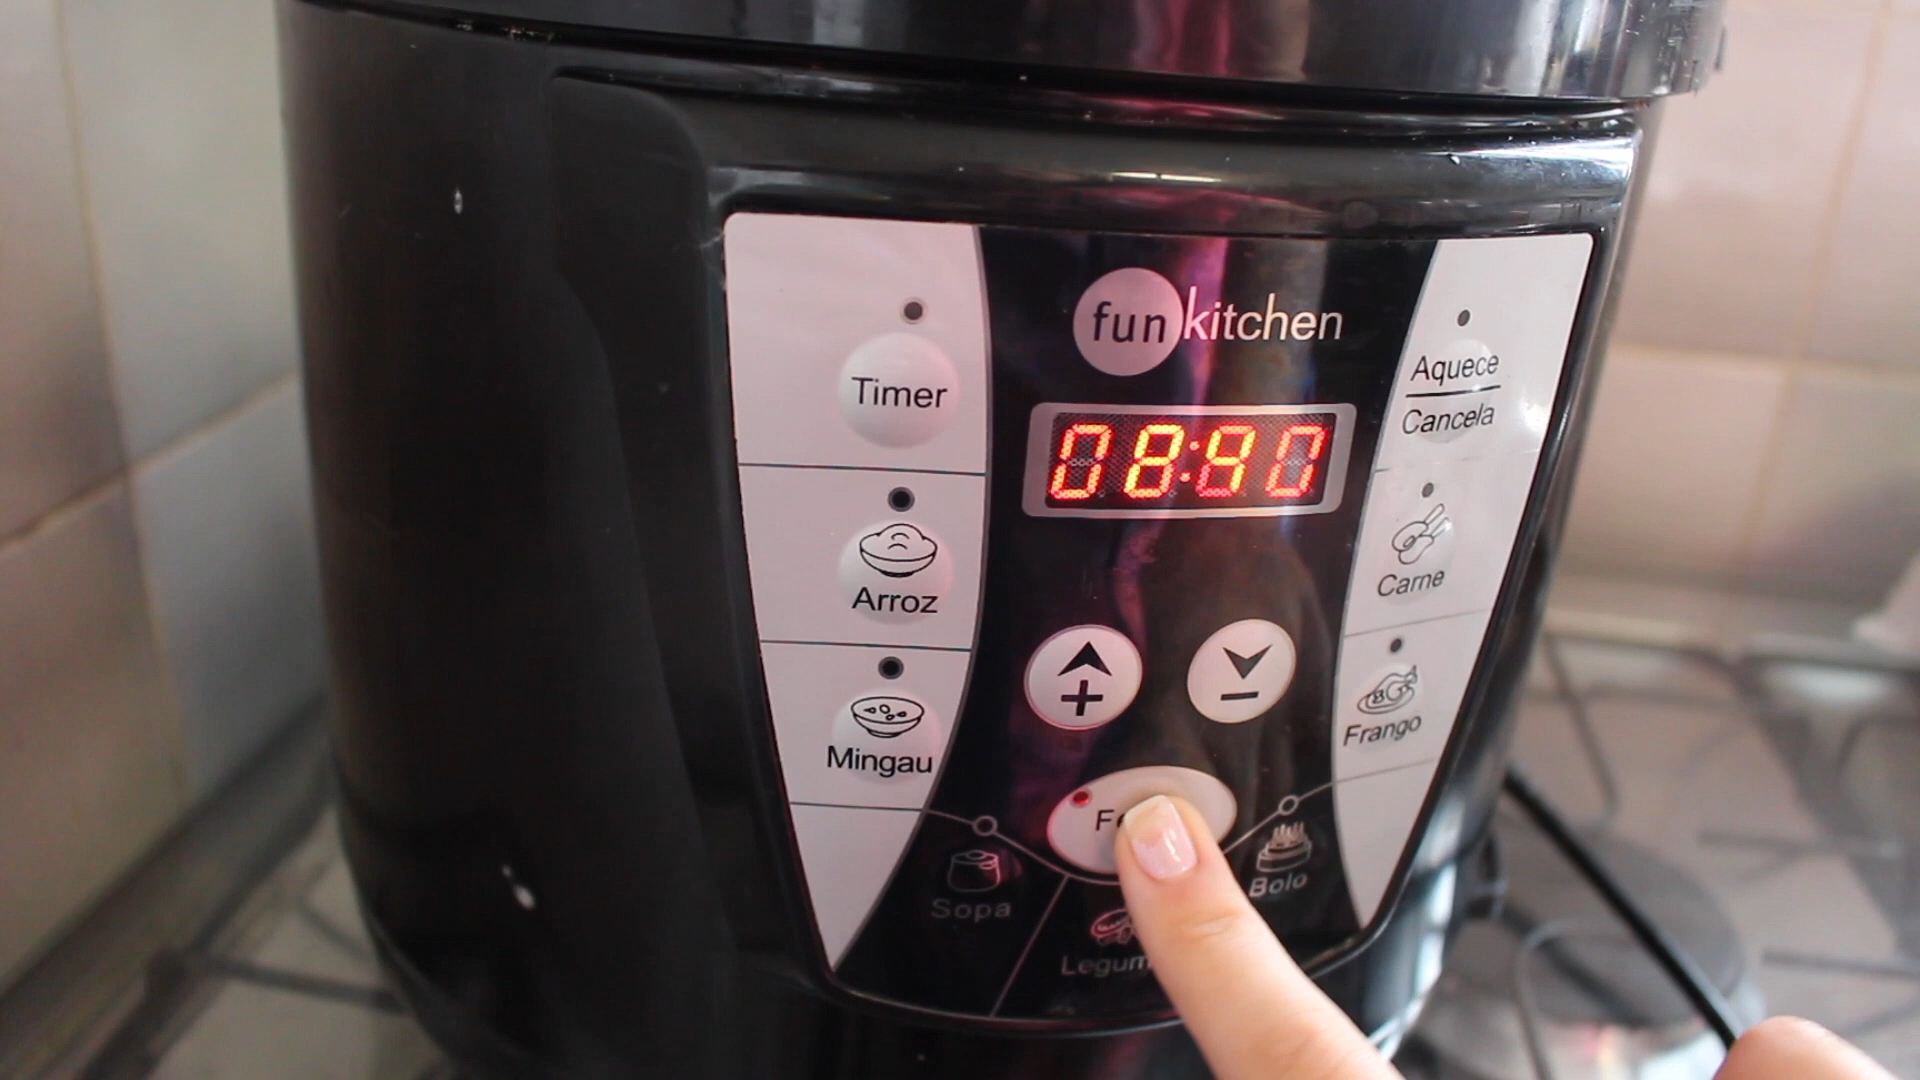 fun kitchen
Timer
08:40
Aquece
Cancela
Arroz
Carne
+
-
Mingau
Frango
Sopa
Bolo